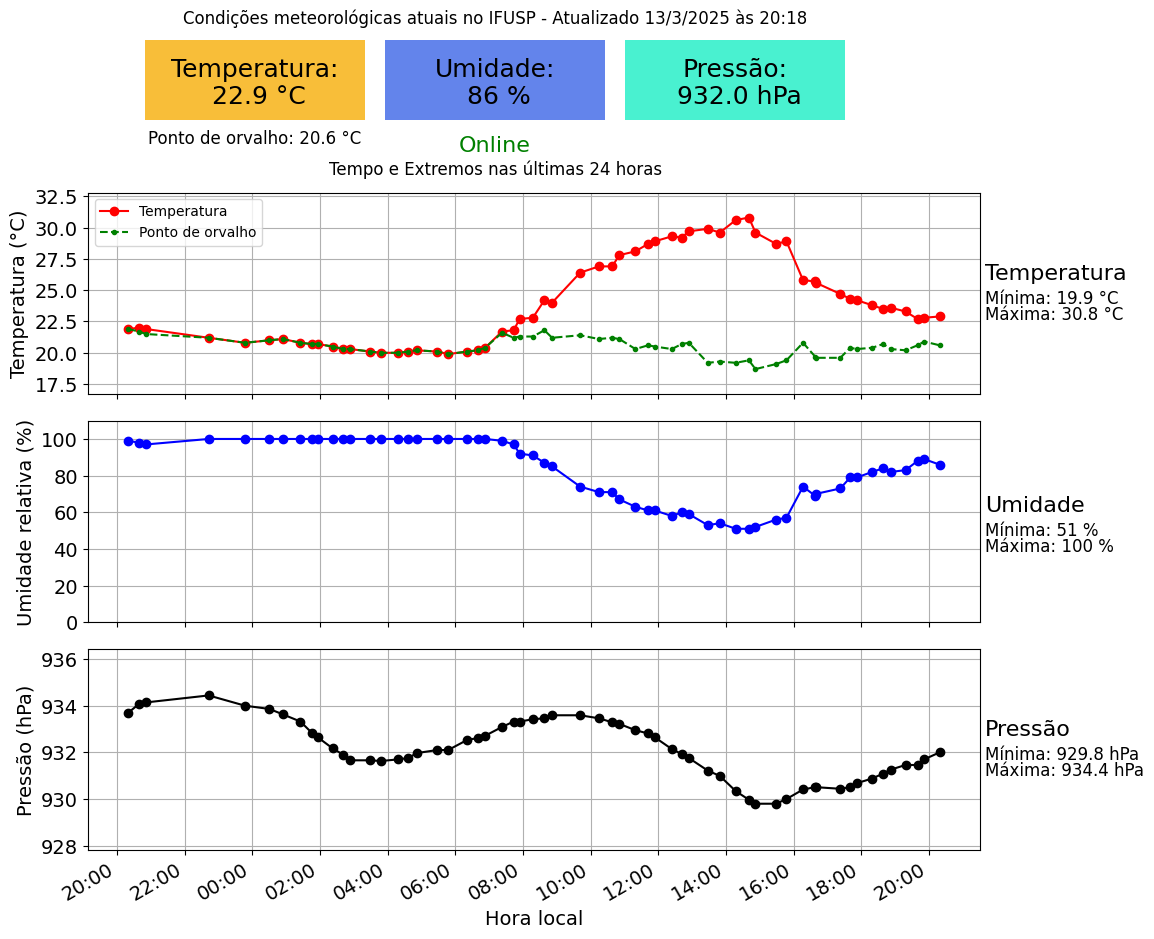 Condições meteorológicas atuais no IFUSP - Atualizado 13/3/2025 às 20:18
Temperatura:
22.9 °C
Umidade:
86 %
Pressão:
932.0 hPa
Ponto de orvalho: 20.6 °C
Online
Tempo e Extremos nas últimas 24 horas
Temperatura (°C)
32.5
30.0
27.5
25.0
22.5
20.0
17.5
Temperatura
Ponto de orvalho
Temperatura
Mínima: 19.9 °C
Máxima: 30.8 °C
Umidade relativa (%)
100
80
60
40
20
0
Umidade
Mínima: 51 %
Máxima: 100 %
Pressão (hPa)
936
934
932
930
928
Pressão
Mínima: 929.8 hPa
Máxima: 934.4 hPa
20:00 22:00 00:00 02:00 04:00 06:00 08:00 10:00 12:00 14:00 16:00 18:00 20:00
Hora local